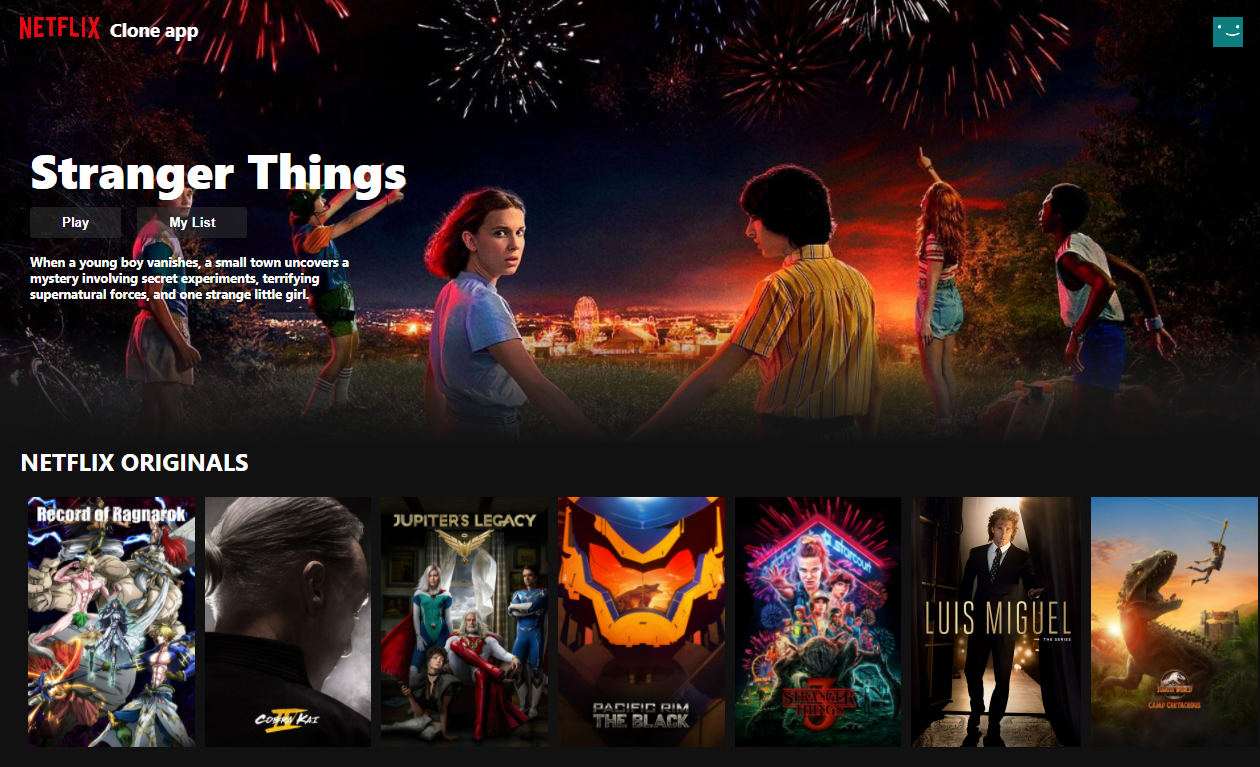 NETFLIX Clone app
Stranger Things
Play
My List
When a young boy vanishes, a small town uncovers a
mystery involving secret experiments, terrifying
supernatural forces, and one strange little girl.
NETFLIX ORIGINALS
Record of Ragnarok
COBRA KAI
IV
JUPITER'S LEGACY
PACIFIC RIM
THE BLACK
starcourt
STRANGER
THINGS
3
LUIS MIGUEL
THE SERIES
JURASSIC WORLD
CAMP CRETACEOUS